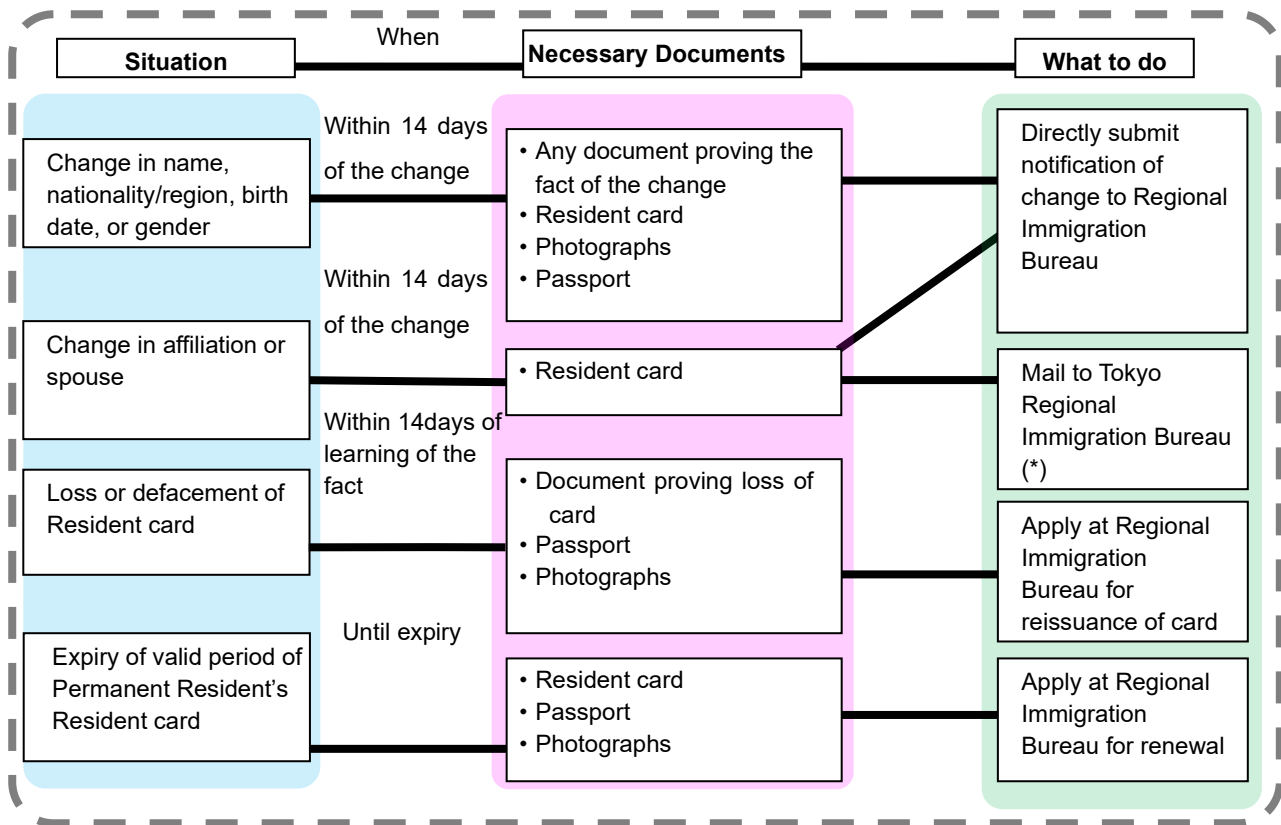 When
Situation
Necessary Documents
What to do
Change in name,
nationality/region, birth
date, or gender
Within 14 days
of the change
• Any document proving the
fact of the change
• Resident card
• Photographs
• Passport
Directly submit
notification of
change to Regional
Immigration
Bureau
Change in affiliation or
spouse
Within 14 days
of the change
• Resident card
Mail to Tokyo
Regional
Immigration Bureau
(*)
Loss or defacement of
Resident card
Within 14days of
learning of the
fact
• Document proving loss of
card
• Passport
• Photographs
Apply at Regional
Immigration
Bureau for
reissuance of card
Expiry of valid period of
Permanent Resident’s
Resident card
Until expiry
• Resident card
• Passport
• Photographs
Apply at Regional
Immigration
Bureau for renewal